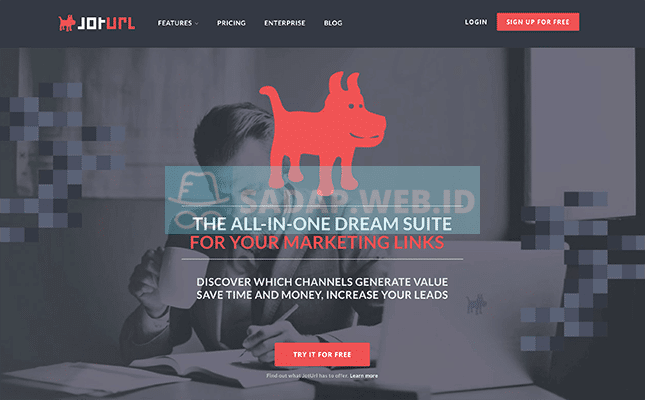 JOTURL
FEATURES
PRICING
ENTERPRISE
BLOG
LOGIN
SIGN UP FOR FREE
SADAP.WEB.ID
THE ALL-IN-ONE DREAM SUITE
FOR YOUR MARKETING LINKS
DISCOVER WHICH CHANNELS GENERATE VALUE
SAVE TIME AND MONEY, INCREASE YOUR LEADS
TRY IT FOR FREE
Find out what JotUrl has to offer. Learn more